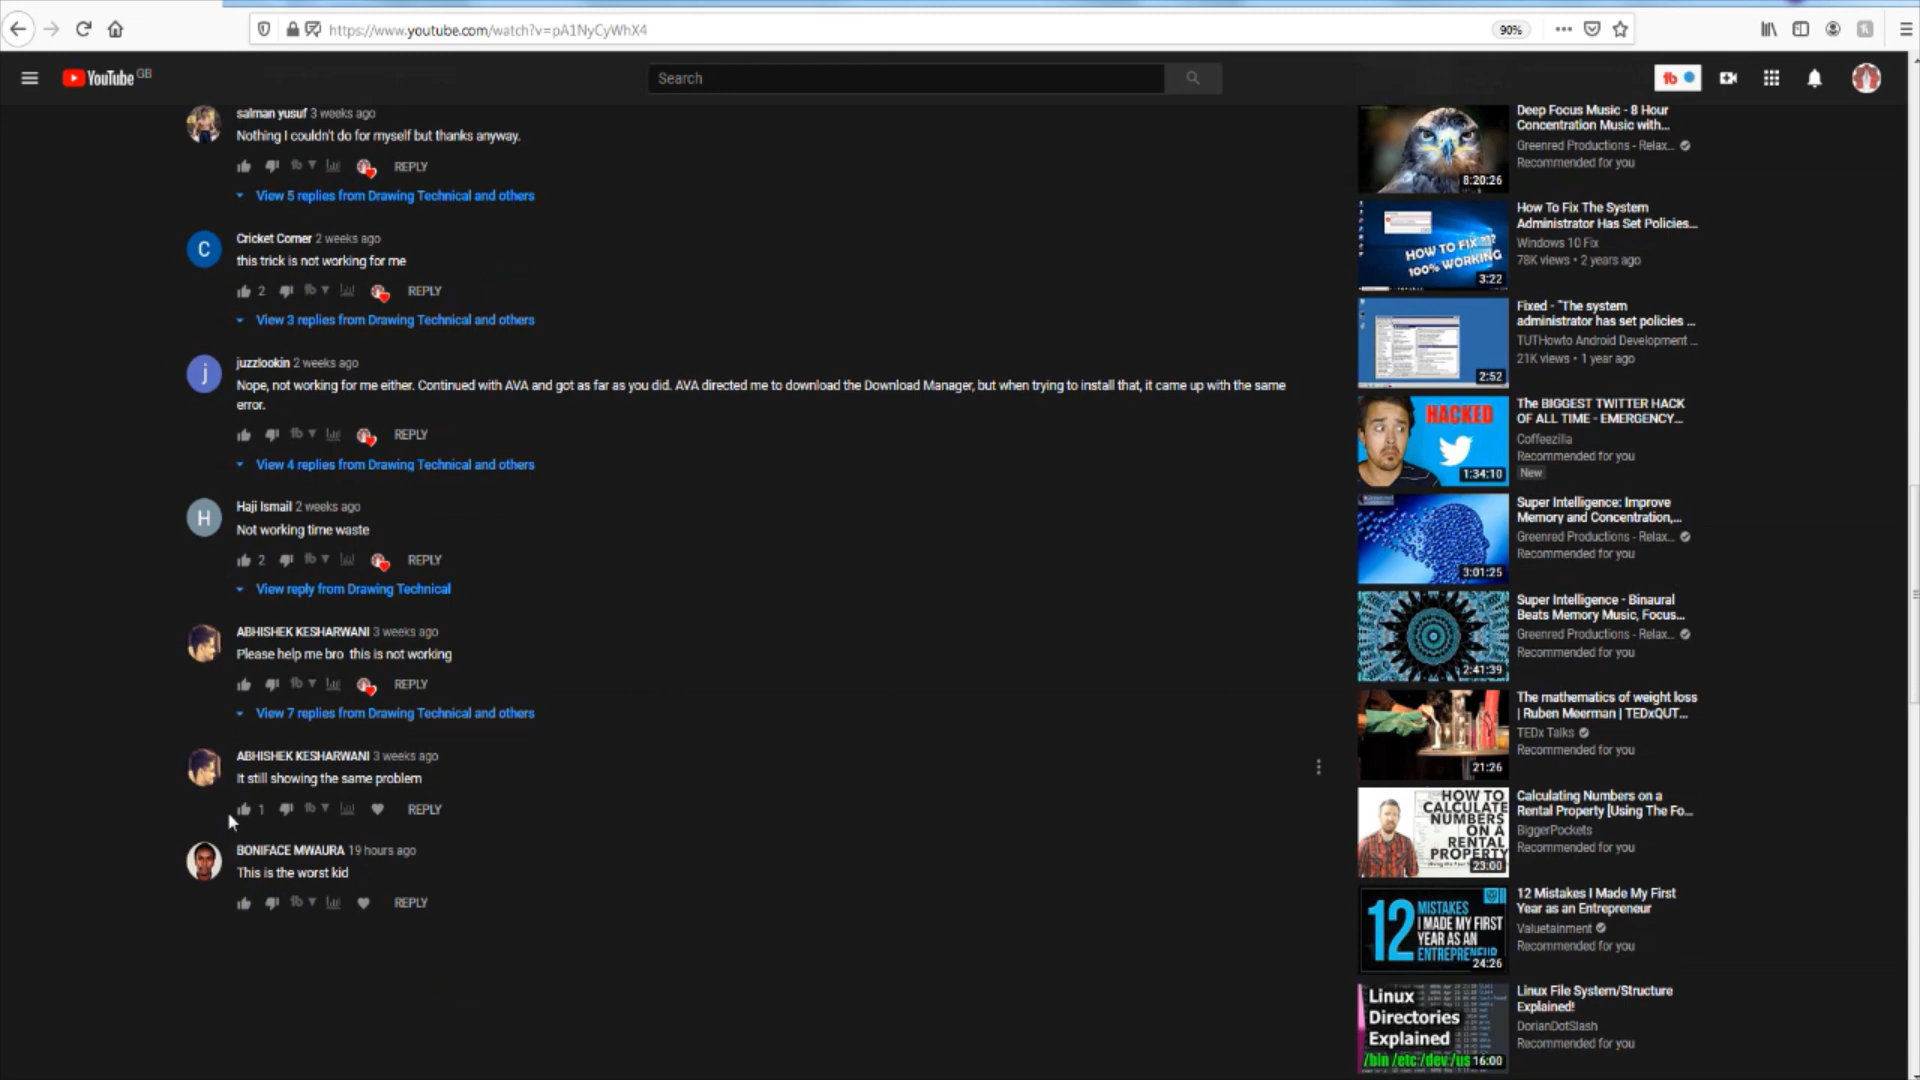 https://www.youtube.com/watch?v=pA1NyCyWhX4
90%
YouTube GB
Search
salman yusuf 3 weeks ago
Nothing I couldn't do for myself but thanks anyway.
REPLY
View 5 replies from Drawing Technical and others
C
Cricket Corner 2 weeks ago
this trick is not working for me
2
REPLY
View 3 replies from Drawing Technical and others
j
juzzlookin 2 weeks ago
Nope, not working for me either. Continued with AVA and got as far as you did. AVA directed me to download the Download Manager, but when trying to install that, it came up with the same
error.
REPLY
View 4 replies from Drawing Technical and others
H
Haji Ismail 2 weeks ago
Not working time waste
2
REPLY
View reply from Drawing Technical
ABHISHEK KESHARWANI 3 weeks ago
Please help me bro this is not working
REPLY
View 7 replies from Drawing Technical and others
ABHISHEK KESHARWANI 3 weeks ago
It still showing the same problem
1
REPLY
BONIFACE MWAURA 19 hours ago
This is the worst kid
REPLY
8:20:26
Deep Focus Music - 8 Hour
Concentration Music with...
Greenred Productions - Relax...
Recommended for you
HOW TO FIX ?!?
100% WORKING
3:22
How To Fix The System
Administrator Has Set Policies...
Windows 10 Fix
78K views • 2 years ago
2:52
Fixed - "The system
administrator has set policies ...
TUTHowto Android Development ...
21K views • 1 year ago
HACKED
1:34:10
The BIGGEST TWITTER HACK
OF ALL TIME - EMERGENCY...
Coffeezilla
Recommended for you
New
3:01:25
Super Intelligence: Improve
Memory and Concentration,...
Greenred Productions - Relax...
Recommended for you
2:41:39
Super Intelligence - Binaural
Beats Memory Music, Focus...
Greenred Productions - Relax...
Recommended for you
21:26
The mathematics of weight loss
| Ruben Meerman | TEDxQUT...
TEDx Talks
Recommended for you
HOW TO
CALCULATE
NUMBERS
ON A
RENTAL
PROPERTY
23:00
Calculating Numbers on a
Rental Property [Using The Fo...
BiggerPockets
Recommended for you
12 MISTAKES
I MADE MY FIRST
YEAR AS AN
ENTREPRENEUR
24:26
12 Mistakes I Made My First
Year as an Entrepreneur
Valuetainment
Recommended for you
Linux
Directories
Explained
/bin /etc /dev /us
16:00
Linux File System/Structure
Explained!
DorianDotSlash
Recommended for you